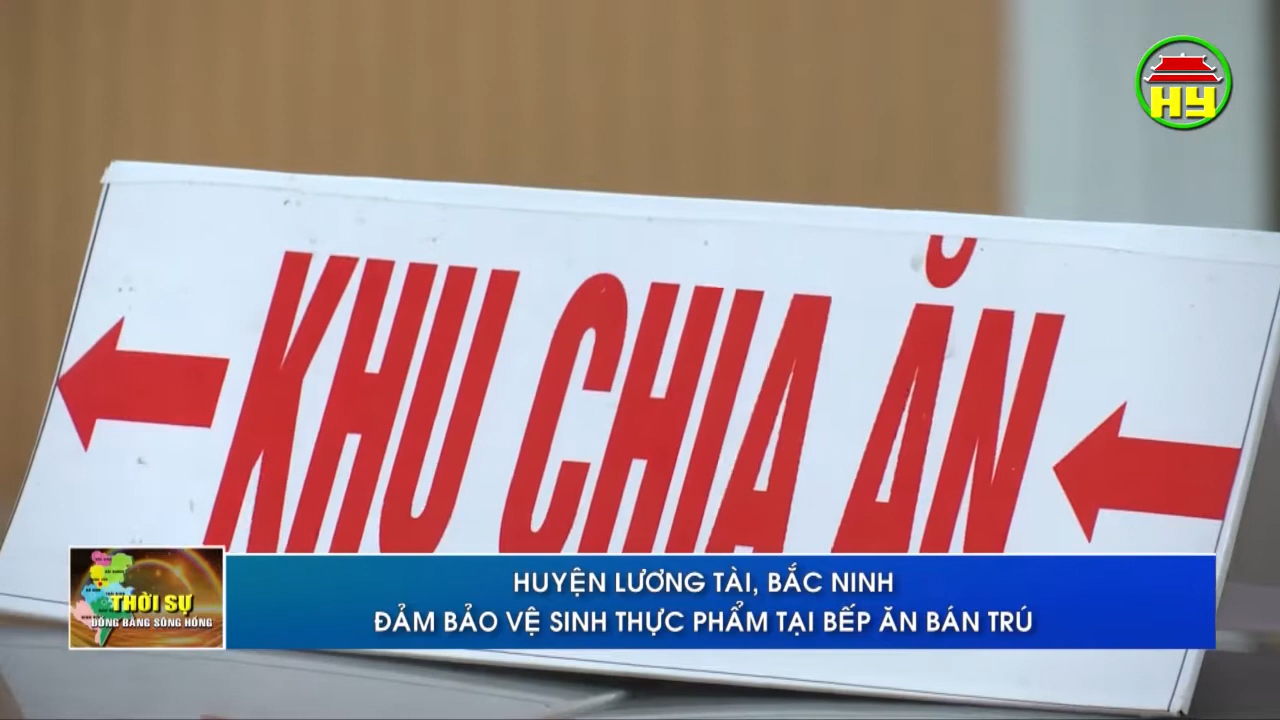 HY
KHU CHIA ĂN
HUYỆN LƯƠNG TÀI, BẮC NINH
ĐẢM BẢO VỆ SINH THỰC PHẨM TẠI BẾP ĂN BÁN TRÚ
THỜI SỰ
ĐỒNG BẰNG SÔNG HỒNG